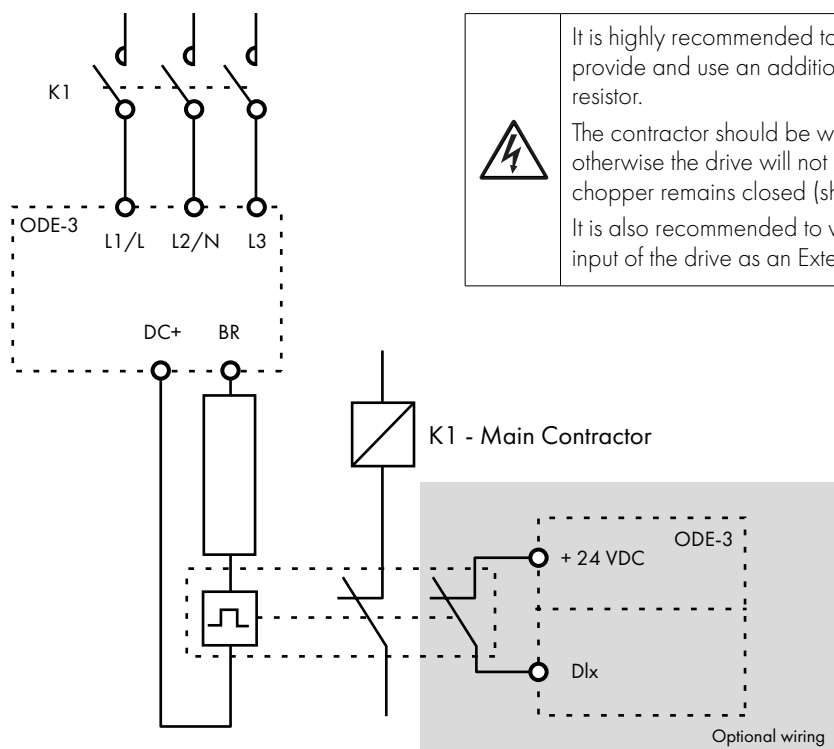 It is highly recommended to
provide and use an addition
resistor.
The contractor should be w
otherwise the drive will not
chopper remains closed (sh
It is also recommended to w
input of the drive as an Exte
K1
ODE-3
L1/L L2/N L3
DC+ BR
K1 - Main Contractor
ODE-3
+ 24 VDC
DIx
Optional wiring